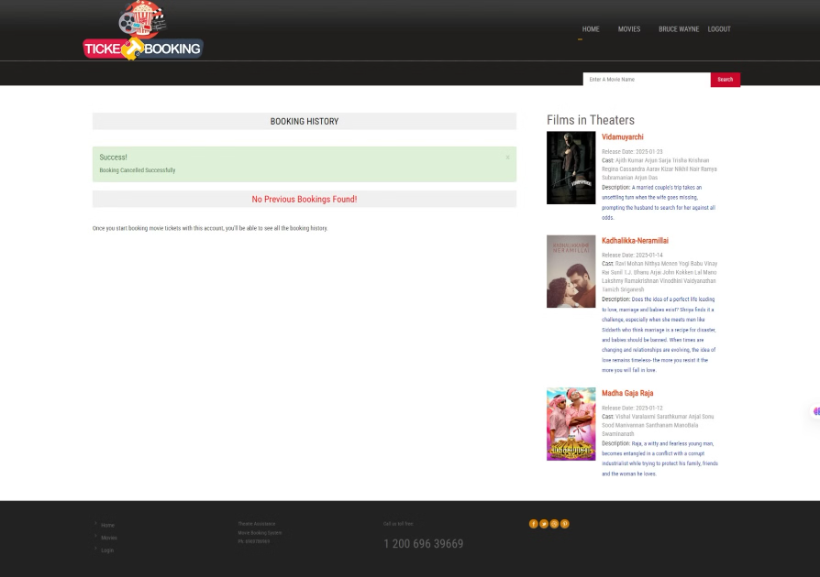 TICKE BOOKING
HOME MOVIES BRUCE WAYNE LOGOUT
Enter A Movie Name Search
BOOKING HISTORY
Success! ×
Booking Cancelled Successfully
No Previous Bookings Found!
Once you start booking movie tickets with this account, you'll be able to see all the booking history.
Films in Theaters
Vidamuyarchi
Release Date: 2025-01-23
Cast: Ajith Kumar Arjun Sarja Trisha Krishnan
Regina Cassandra Aarav Kizar Nikhil Nair Ramya
Subramanian Arjun Das
Description: A married couple's trip takes an
unsettling turn when the wife goes missing,
prompting the husband to search for her against all
odds.
Kadhalikka-Neramillai
Release Date: 2025-01-14
Cast: Ravi Mohan Nithya Menen Yogi Babu Vinay
Rai Sunil T.J. Bhanu Anjai John Kokken Lal Mano
Lakshmy Ramakrishnan Vinodhini Vaidyanathan
Description: Does the idea of a perfect life leading
to love, marriage and babies exist? Shriya finds it a
challenge, especially when she meets men like
Siddarth who think marriage is a recipe for disaster,
and babies should be banned. When times are
changing and relationships are evolving, the idea of
love remains timeless- the more you resist it the
more you will fall in love.
Madha Gaja Raja
Release Date: 2025-01-12
Cast: Vishal Varalaxmi Sarathkumar Anjali Sonu
Sood Manivannan Santhanam Manobala
Swaminathan
Description: Raja, a witty and fearless young man,
becomes entangled in a conflict with a corrupt
industrialist while trying to protect his family, friends
and the woman he loves.
Home
Movies
Login
Theatre Assistance
Movie Booking System
Call us toll free
1 200 696 39669